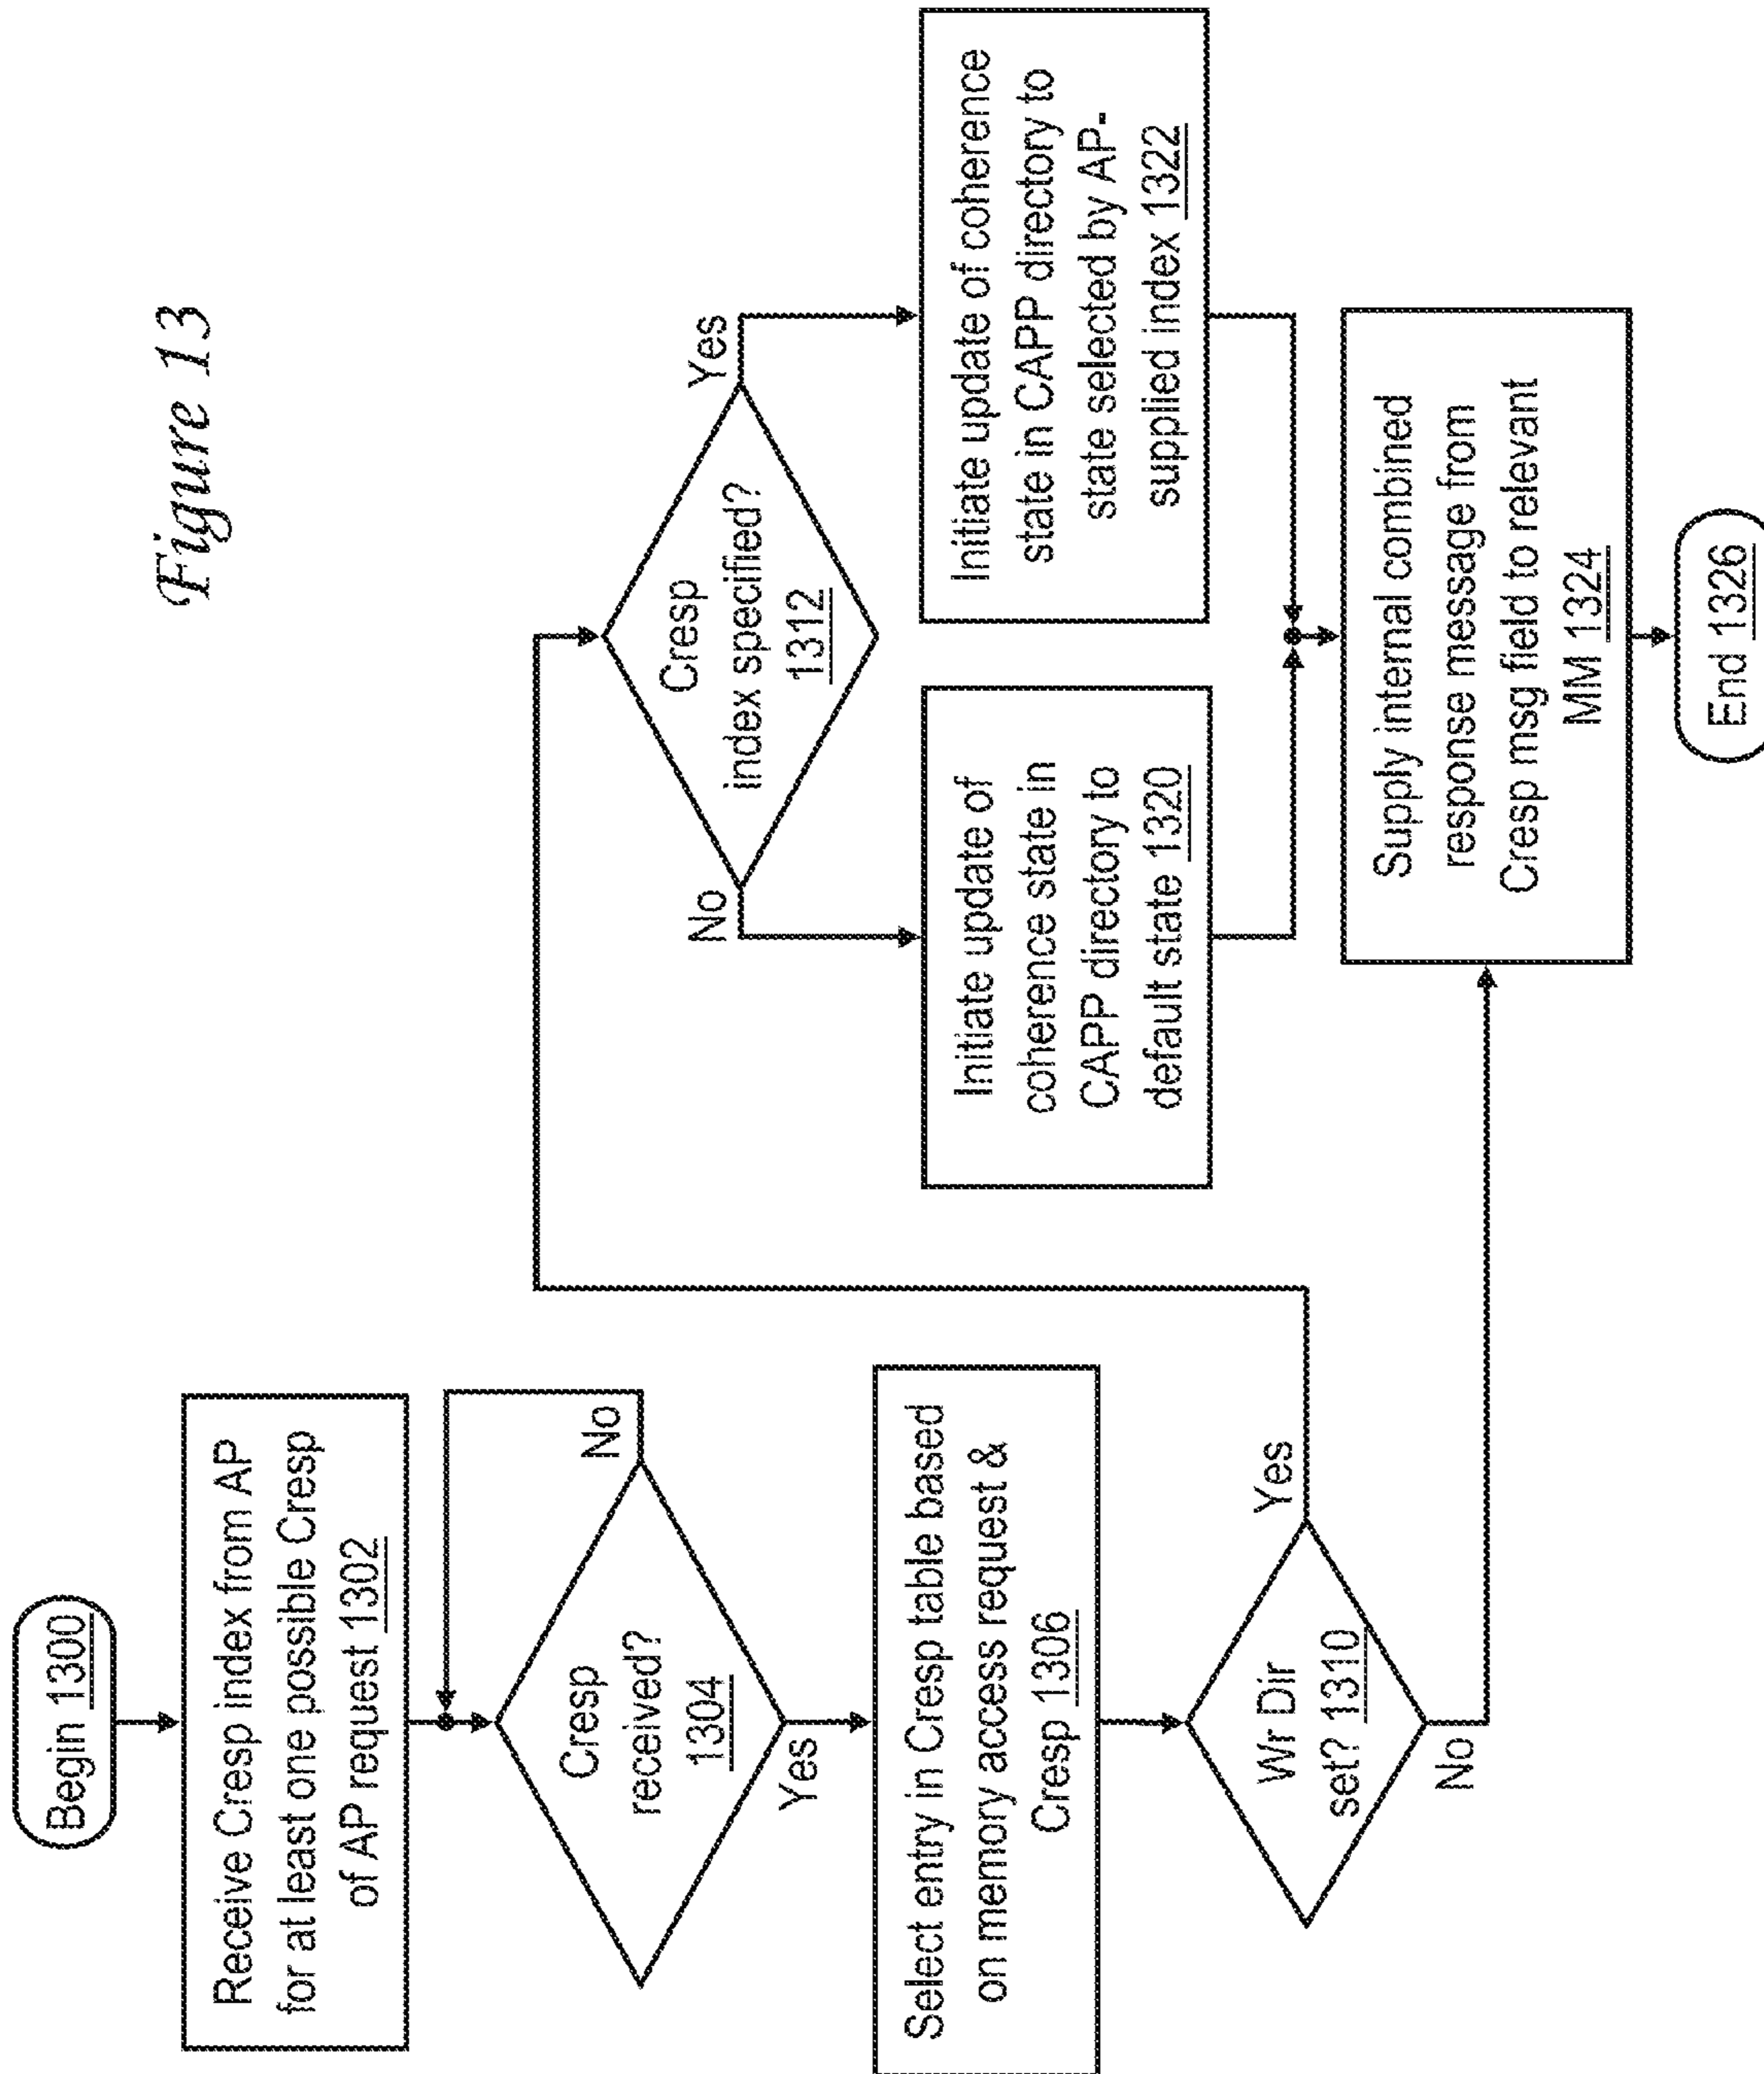 Figure 13
Begin 1300
Receive Cresp index from AP
for at least one possible Cresp
of AP request 1302
Cresp
received?
1304
No
Yes
Select entry in Cresp table based
on memory access request &
Cresp 1306
Wr Dir
set? 1310
Yes
No
Cresp
index specified?
1312
No
Yes
Initiate update of
coherence state in
CAPP directory to
default state 1320
Initiate update of coherence
state in CAPP directory to
state selected by AP-
supplied index 1322
Supply internal combined
response message from
Cresp msg field to relevant
MM 1324
End 1326